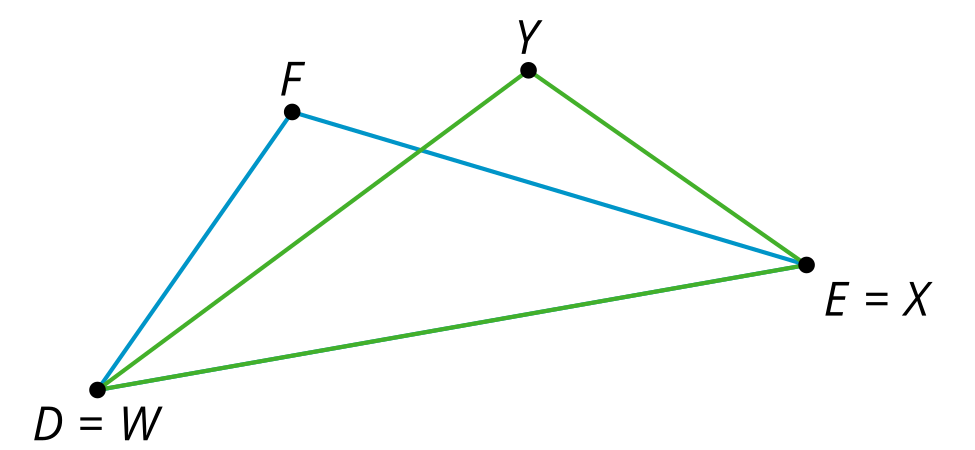 Y
F
E = X
D = W